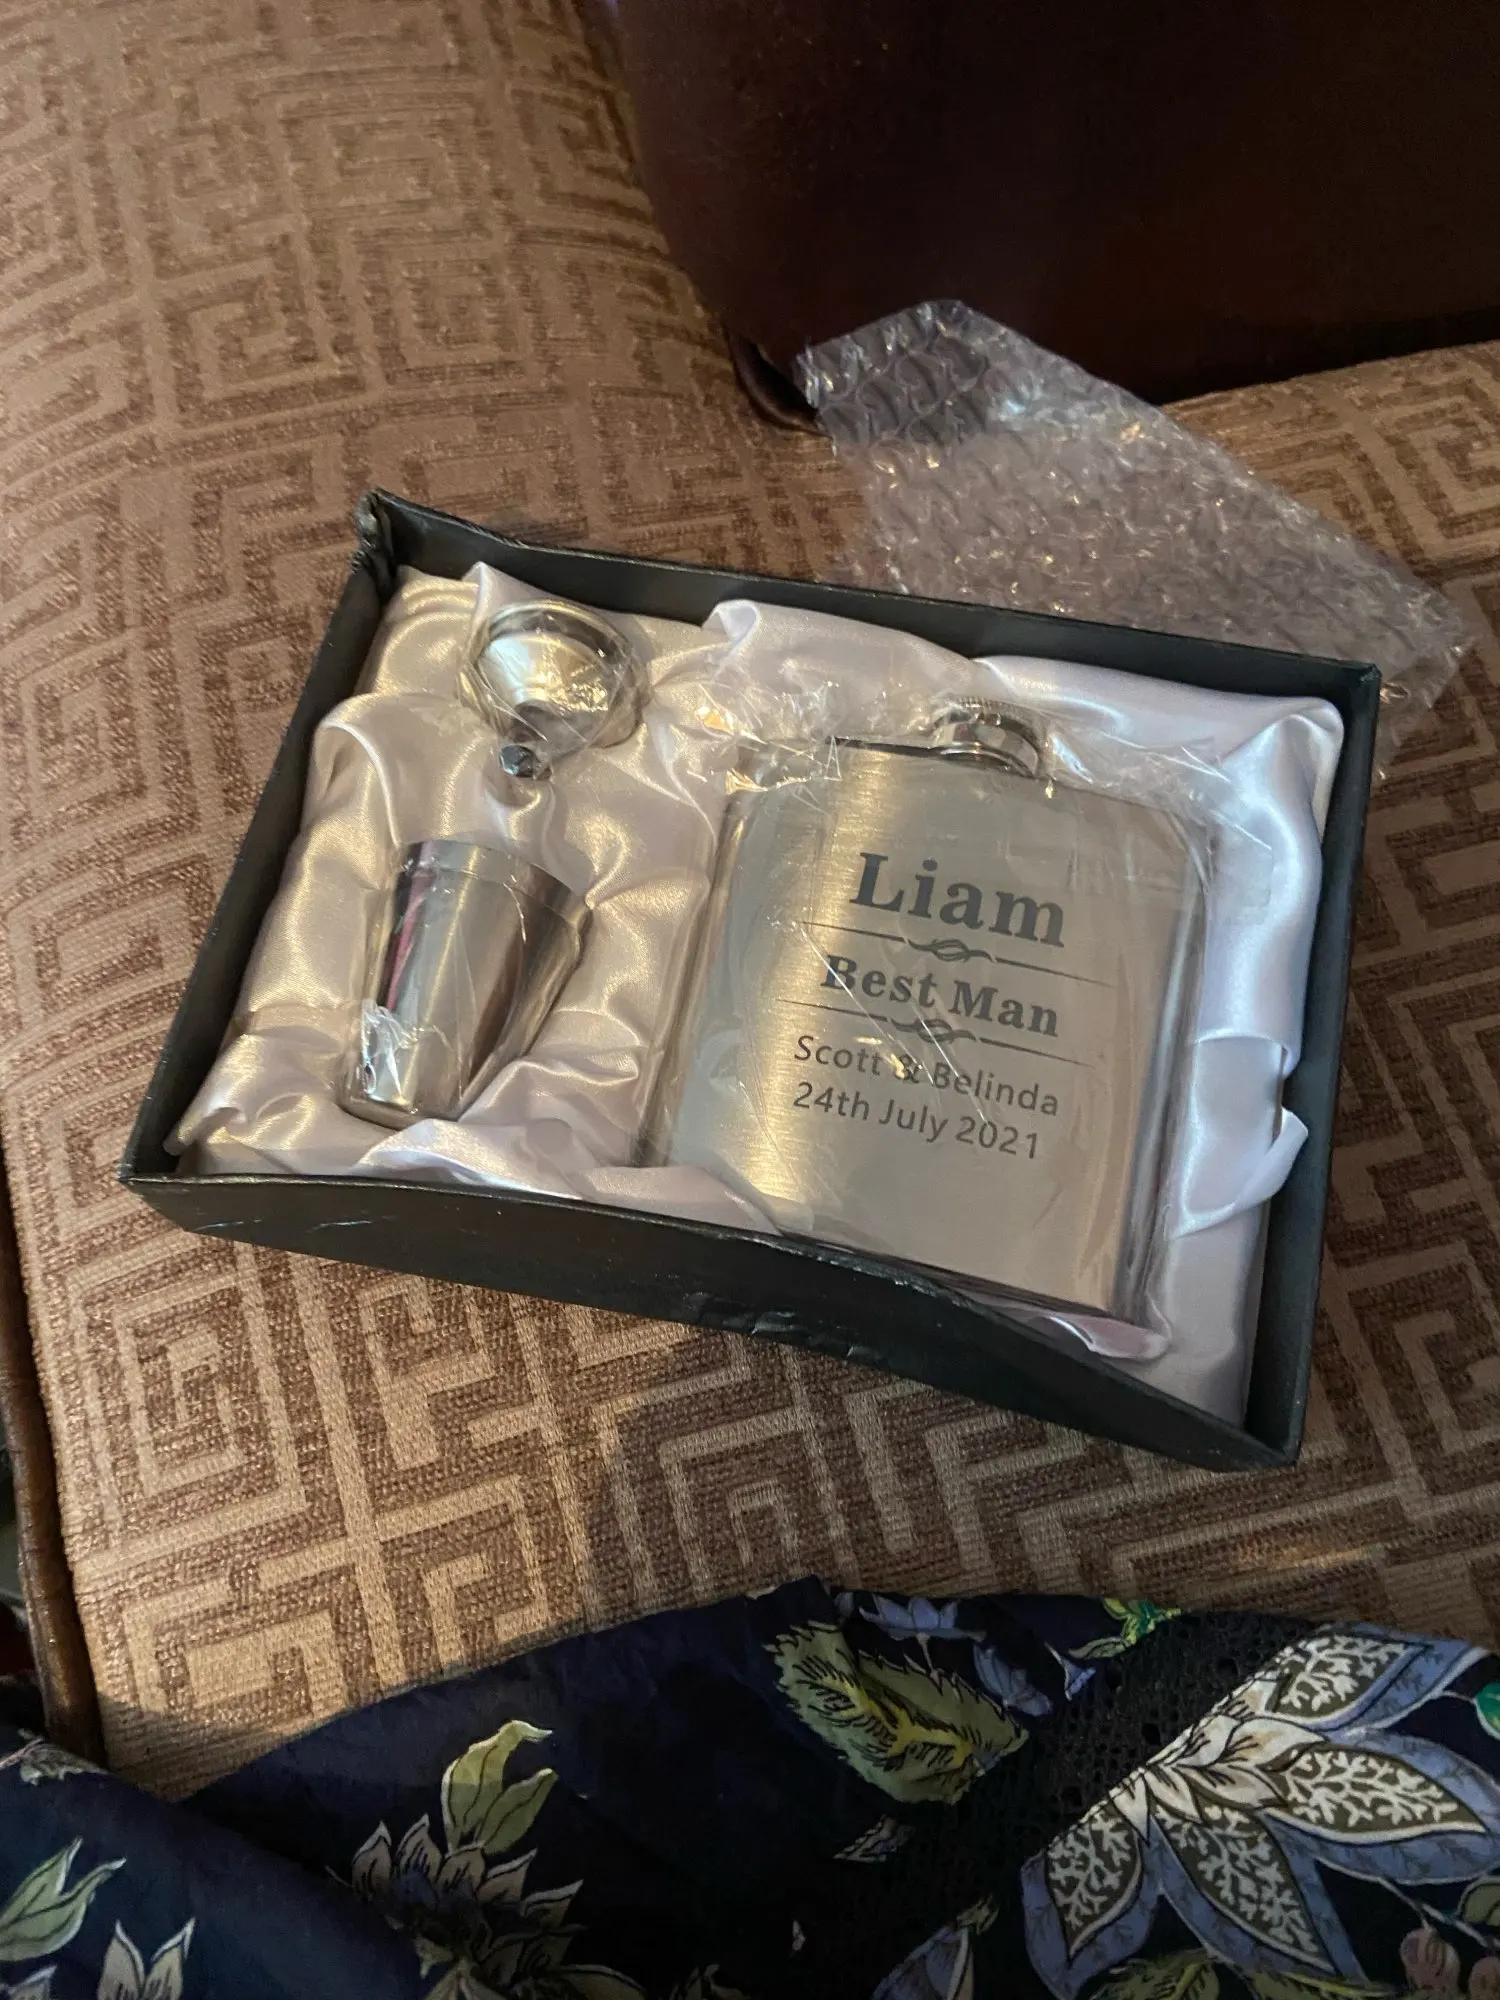 Liam
Best Man
Scott & Belinda
24th July 2021